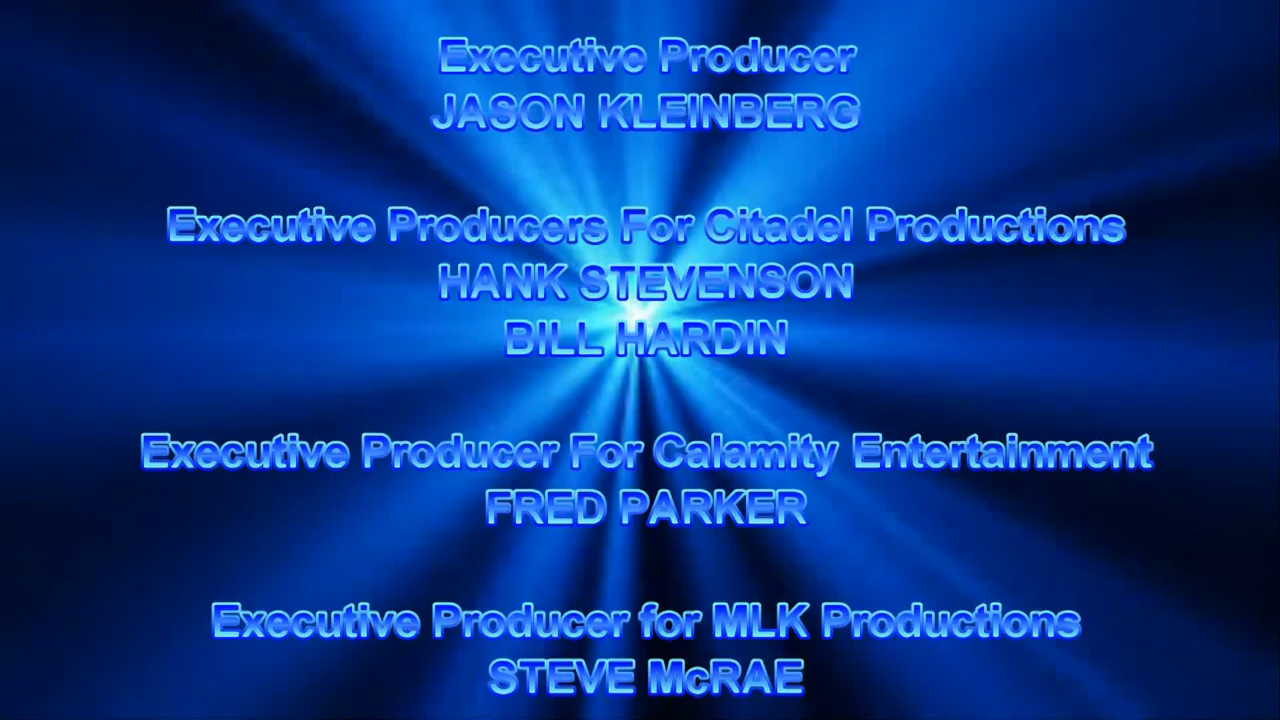 Executive Producer
JASON KLEINBERG
Executive Producers For Citadel Productions
HANK STEVENSON
BILL HARDIN
Executive Producer For Calamity Entertainment
FRED PARKER
Executive Producer for MLK Productions
STEVE McRAE